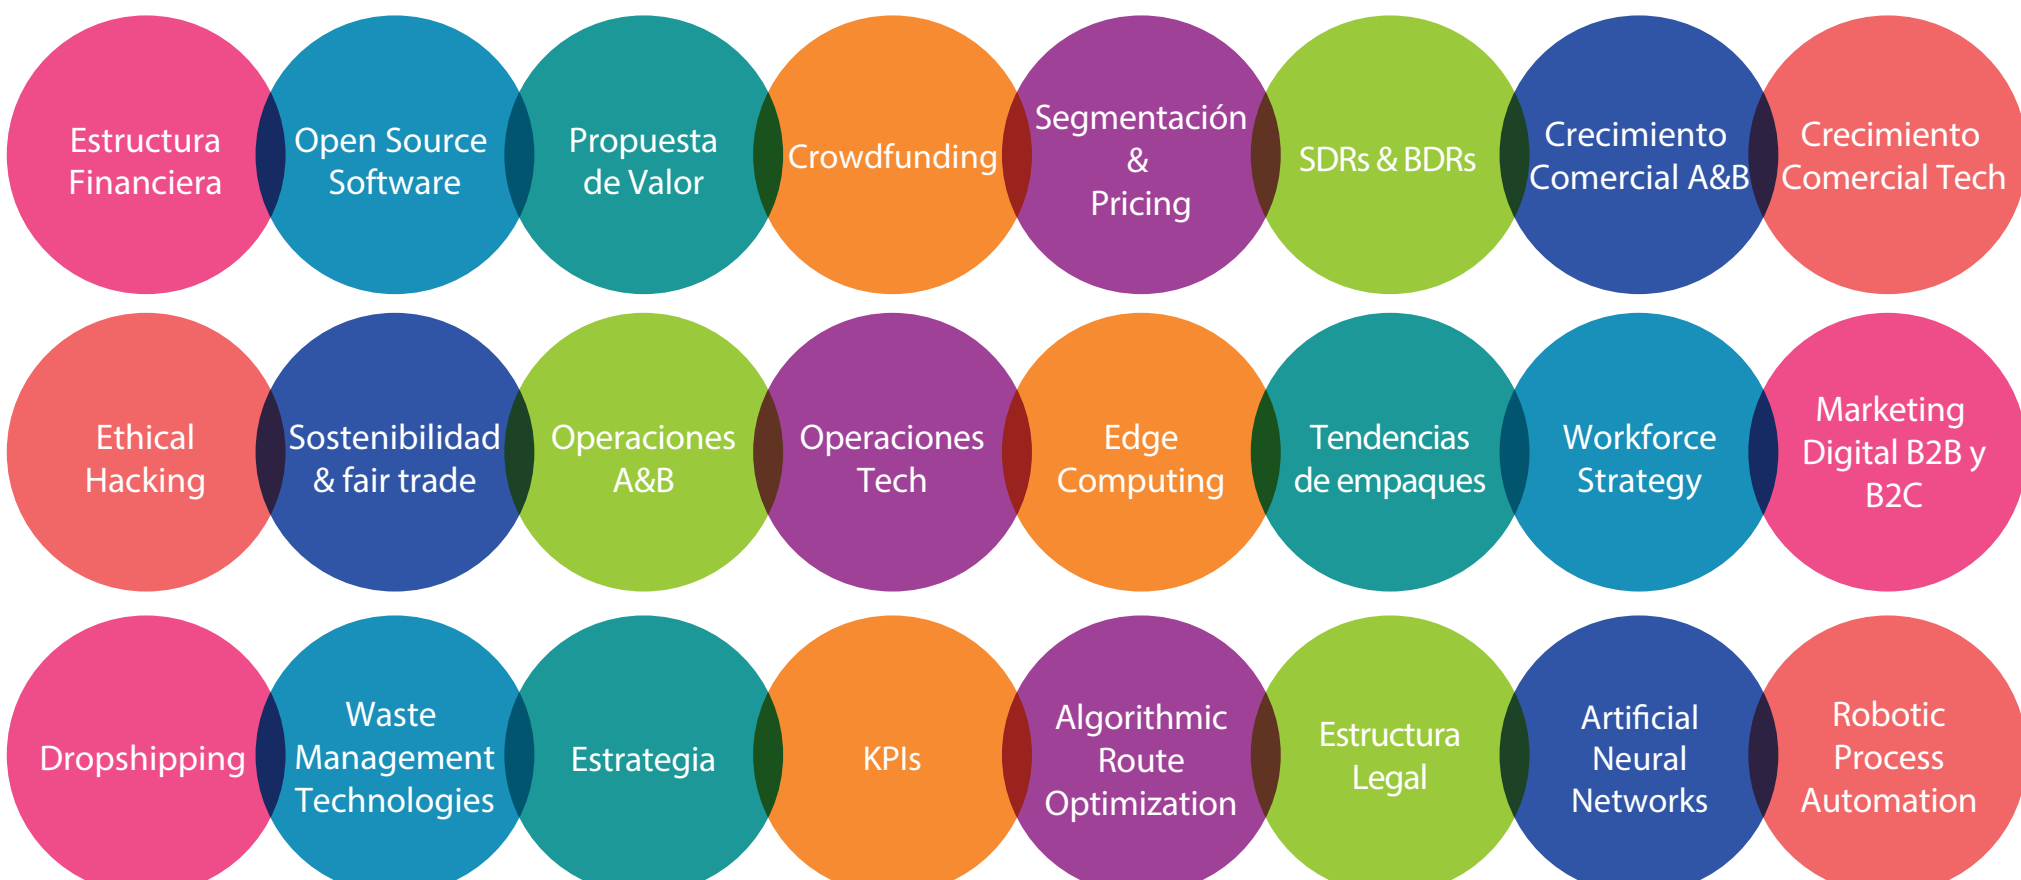 Estructura
Financiera
Open Source
Software
Propuesta
de Valor
Crowdfunding
Segmentación
&
Pricing
SDRs & BDRs
Crecimiento
Comercial A&B
Crecimiento
Comercial Tech
Ethical
Hacking
Sostenibilidad
& fair trade
Operaciones
A&B
Operaciones
Tech
Edge
Computing
Tendencias
de empaques
Workforce
Strategy
Marketing
Digital B2B y
B2C
Dropshipping
Waste
Management
Technologies
Estrategia
KPIs
Algorithmic
Route
Optimization
Estructura
Legal
Artificial
Neural
Networks
Robotic
Process
Automation